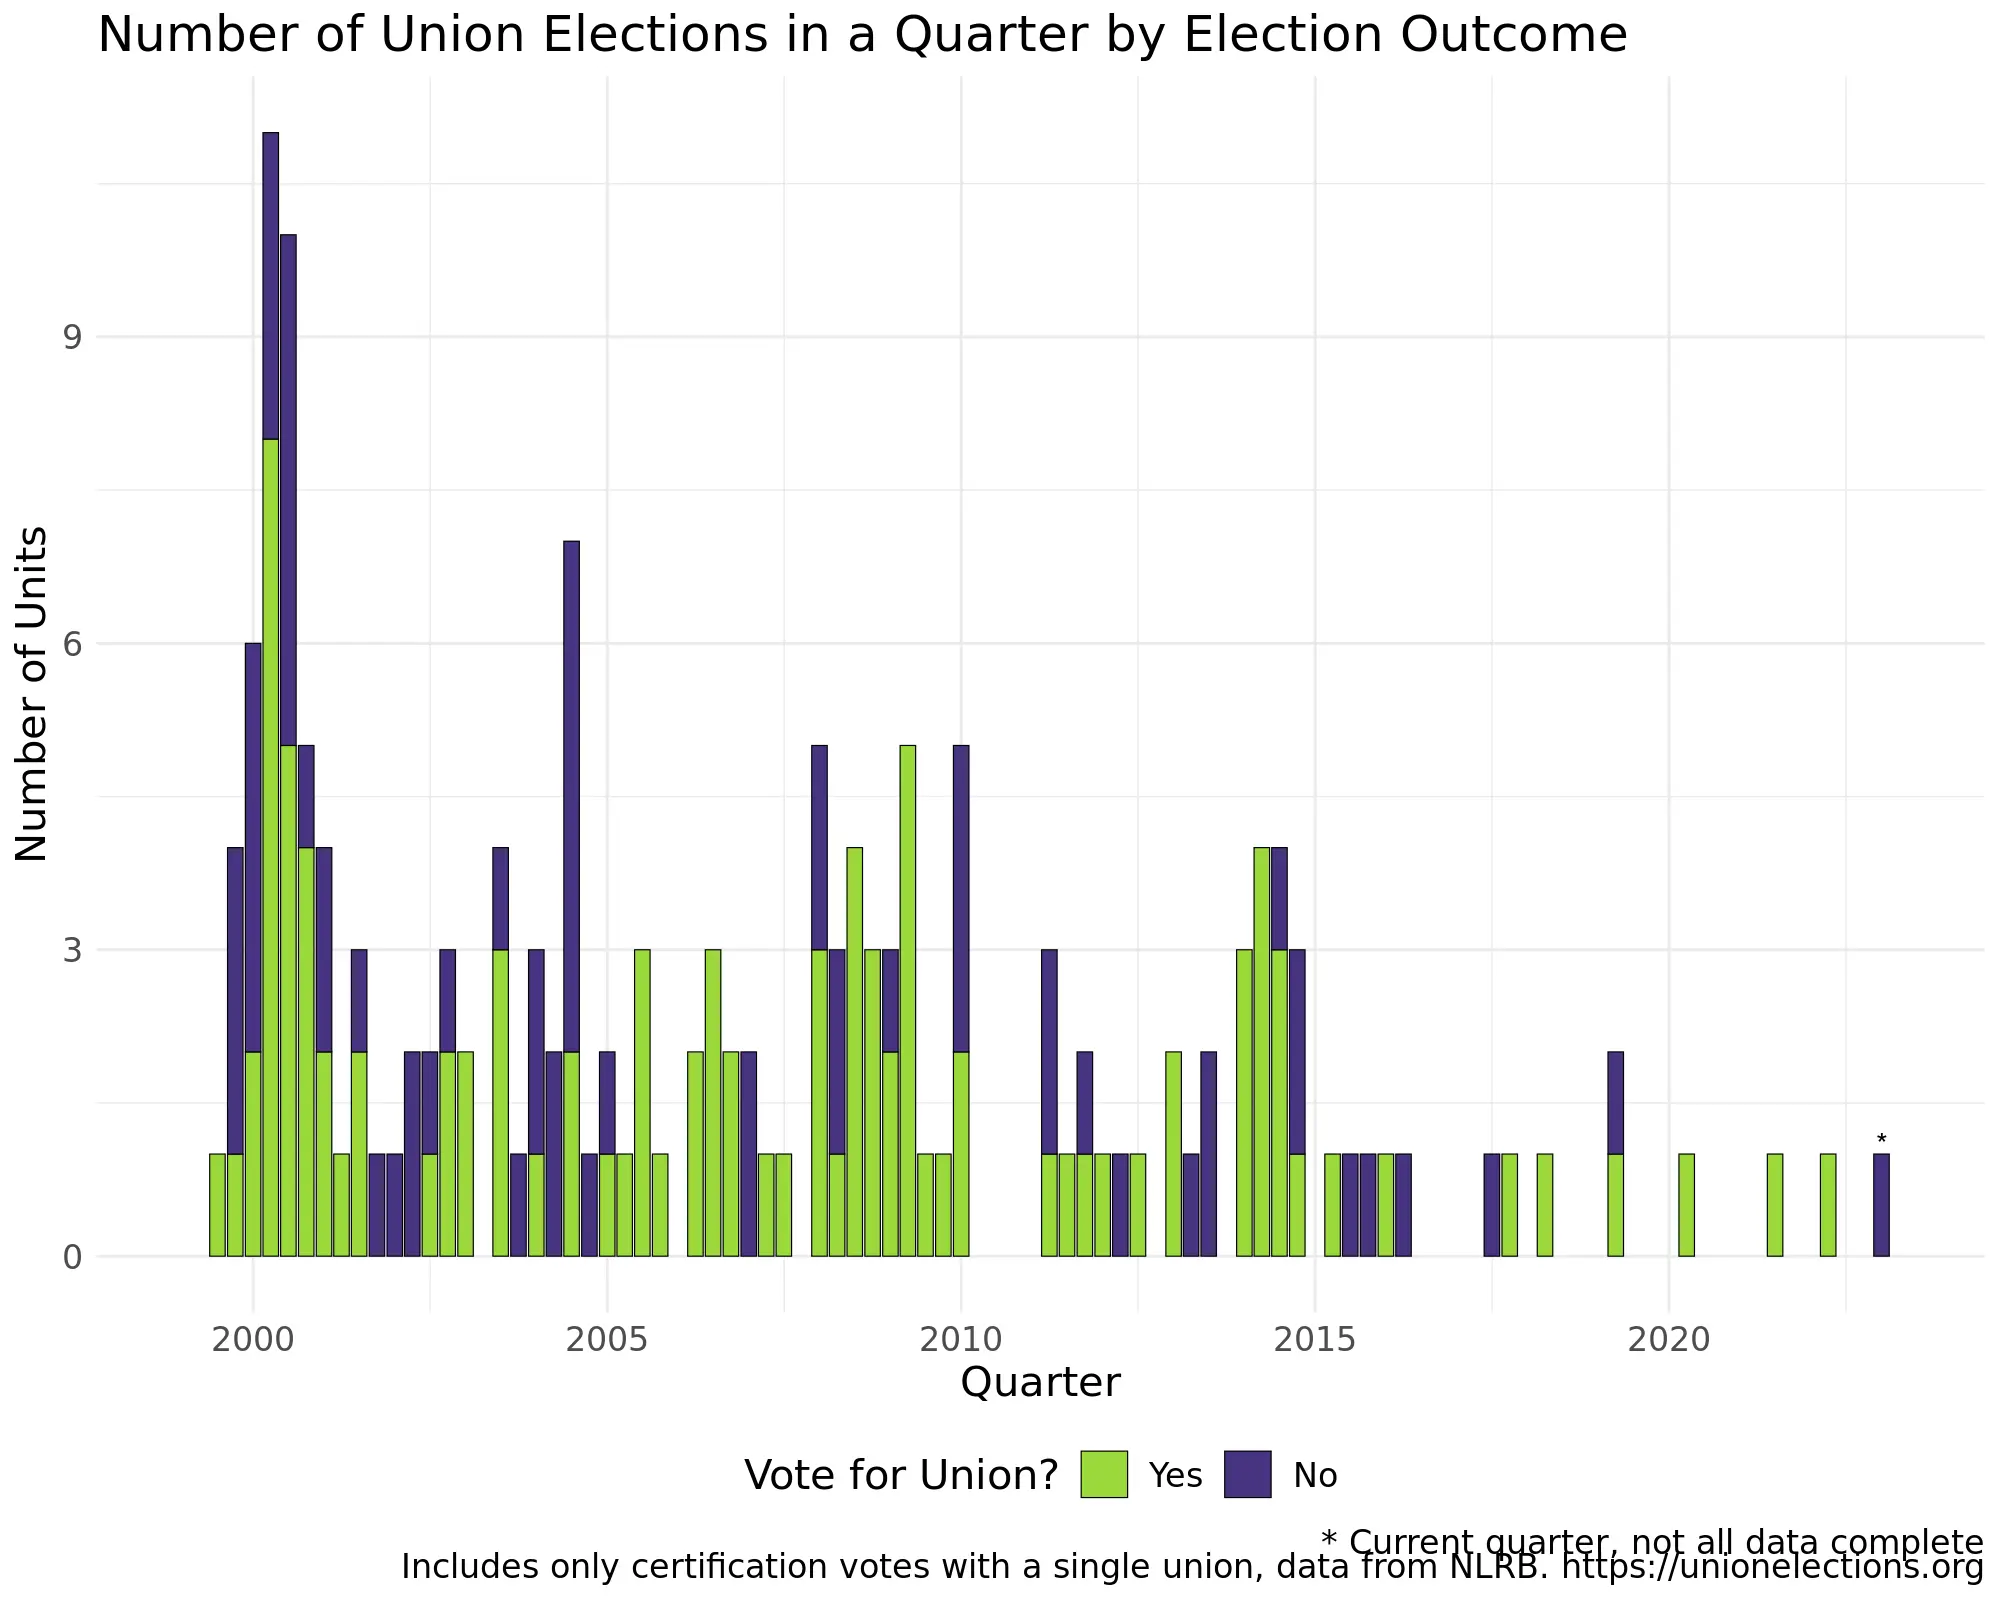 Number of Union Elections in a Quarter by Election Outcome
Number of Units
9
6
3
0
*
2000 2005 2010 2015 2020
Quarter
Vote for Union? Yes No
* Current quarter, not all data complete
Includes only certification votes with a single union, data from NLRB. https://unionelections.org